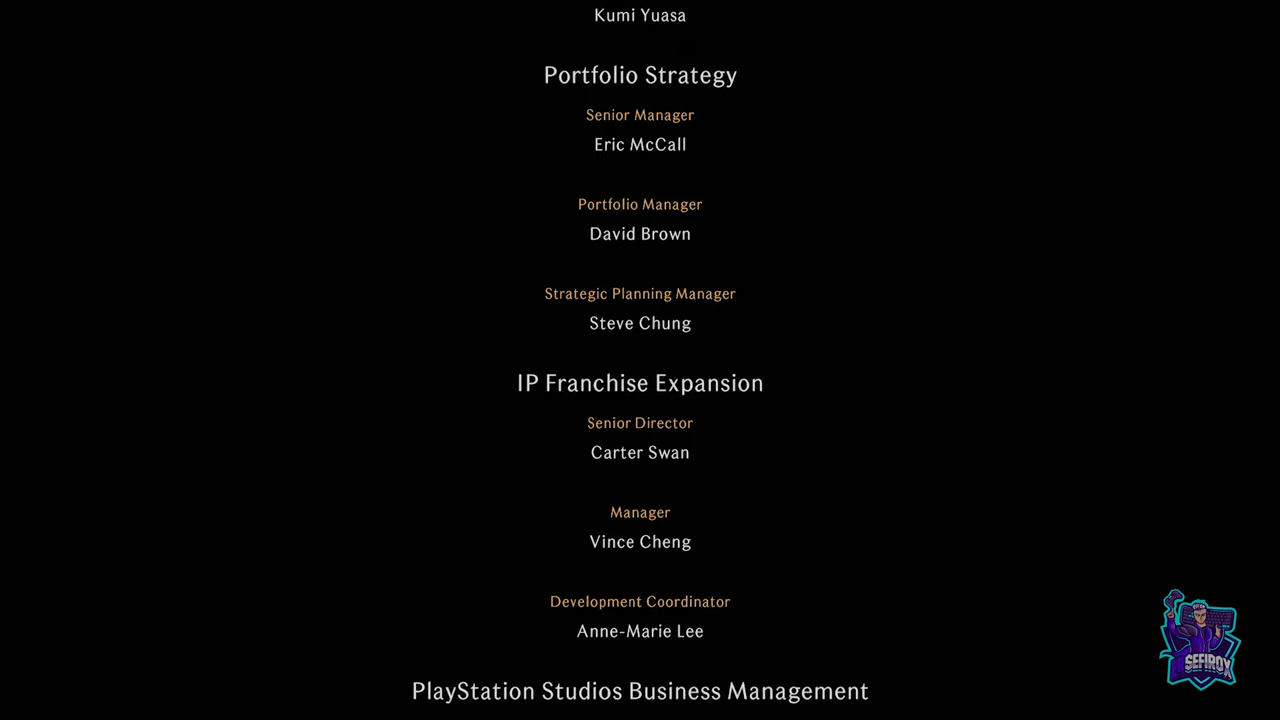 Kumi Yuasa
Portfolio Strategy
Senior Manager
Eric McCall
Portfolio Manager
David Brown
Strategic Planning Manager
Steve Chung
IP Franchise Expansion
Senior Director
Carter Swan
Manager
Vince Cheng
Development Coordinator
Anne-Marie Lee
SEFIROX
PlayStation Studios Business Management